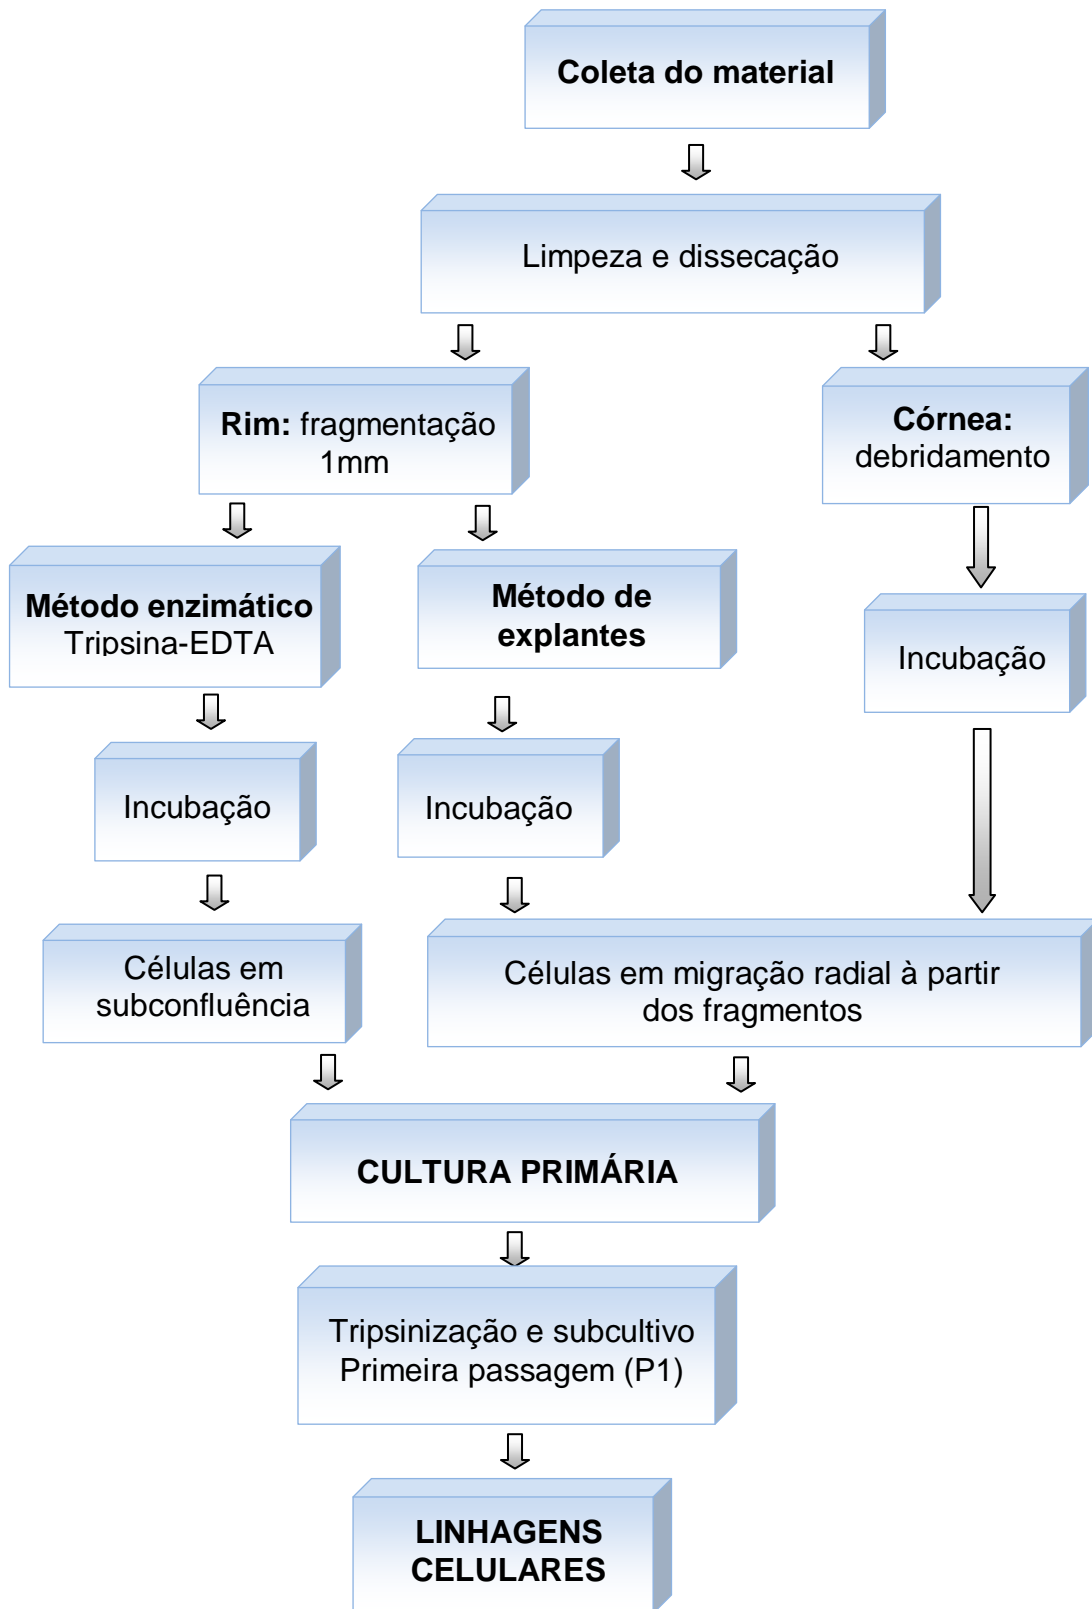 Coleta do material
Limpeza e dissecação
Rim: fragmentação
1mm
Córnea:
debridamento
Método enzimático
Tripsina-EDTA
Método de
explantes
Incubação
Incubação
Incubação
Células em
subconfluência
Células em migração radial à partir
dos fragmentos
CULTURA PRIMÁRIA
Tripsinização e subcultivo
Primeira passagem (P1)
LINHAGENS
CELULARES